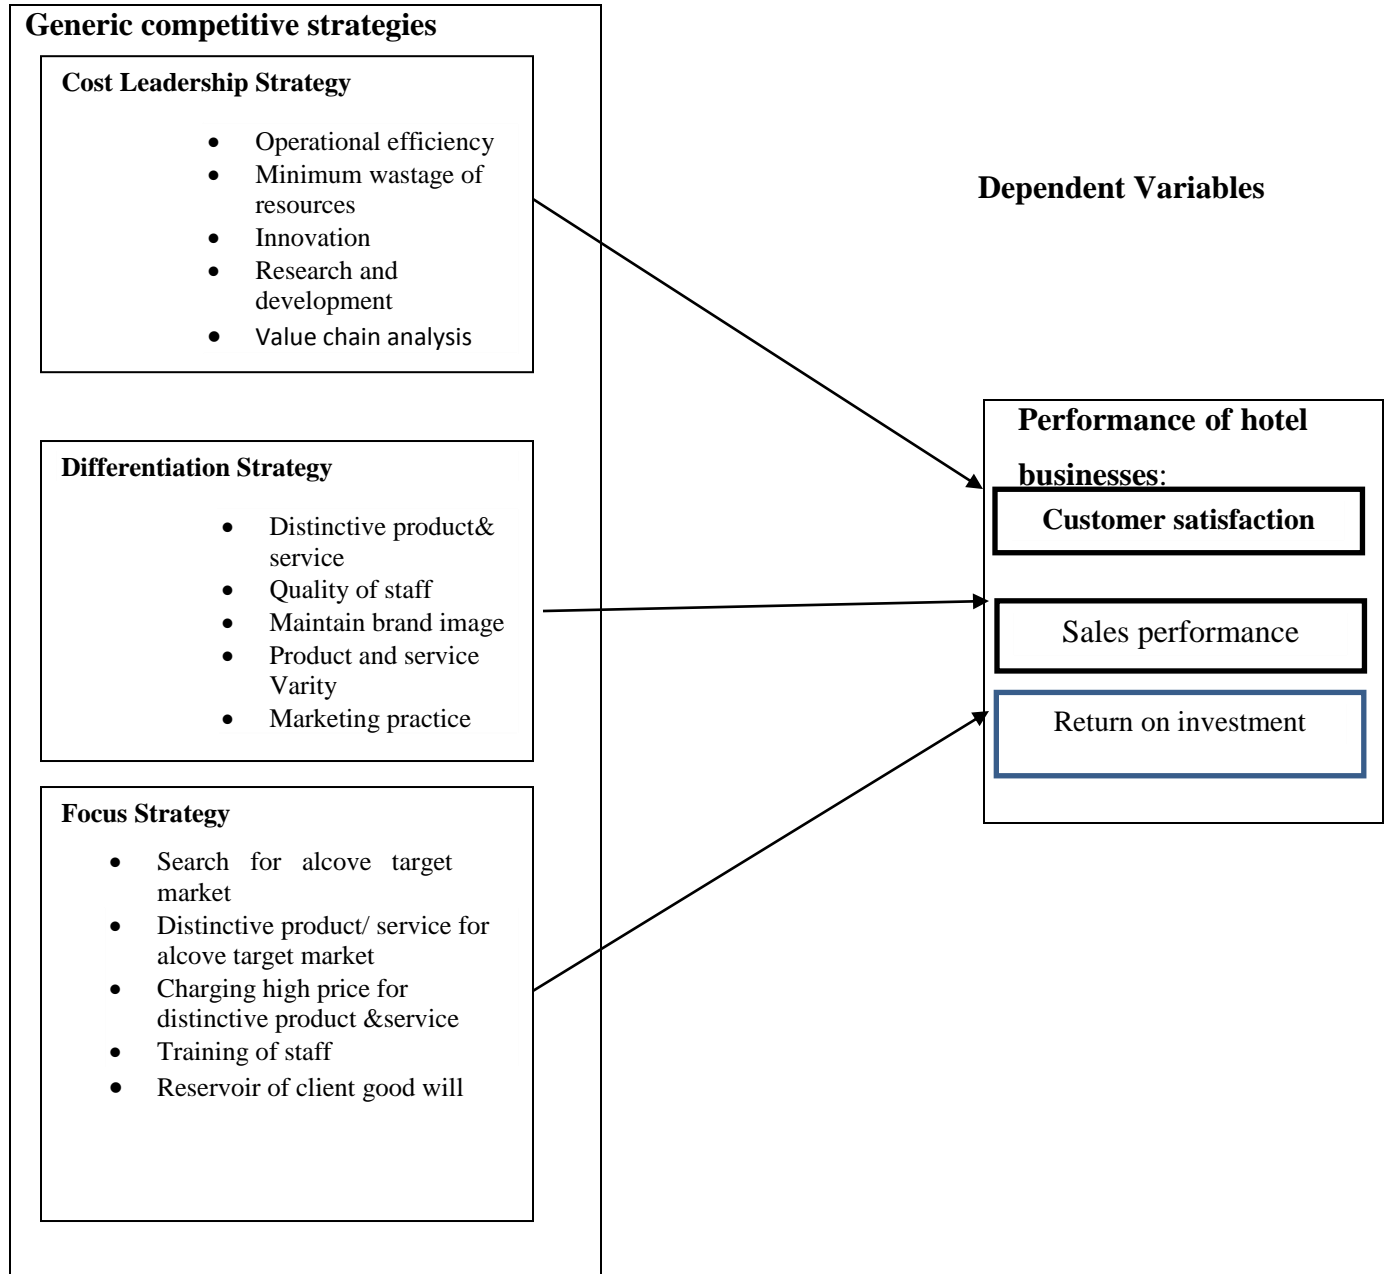 Generic competitive strategies
Cost Leadership Strategy
• Operational efficiency
• Minimum wastage of
resources
• Innovation
• Research and
development
• Value chain analysis
Differentiation Strategy
• Distinctive product&
service
• Quality of staff
• Maintain brand image
• Product and service
Varity
• Marketing practice
Focus Strategy
• Search for alcove target
market
• Distinctive product/ service for
alcove target market
• Charging high price for
distinctive product &service
• Training of staff
• Reservoir of client good will
Dependent Variables
Performance of hotel
businesses:
Customer satisfaction
Sales performance
Return on investment